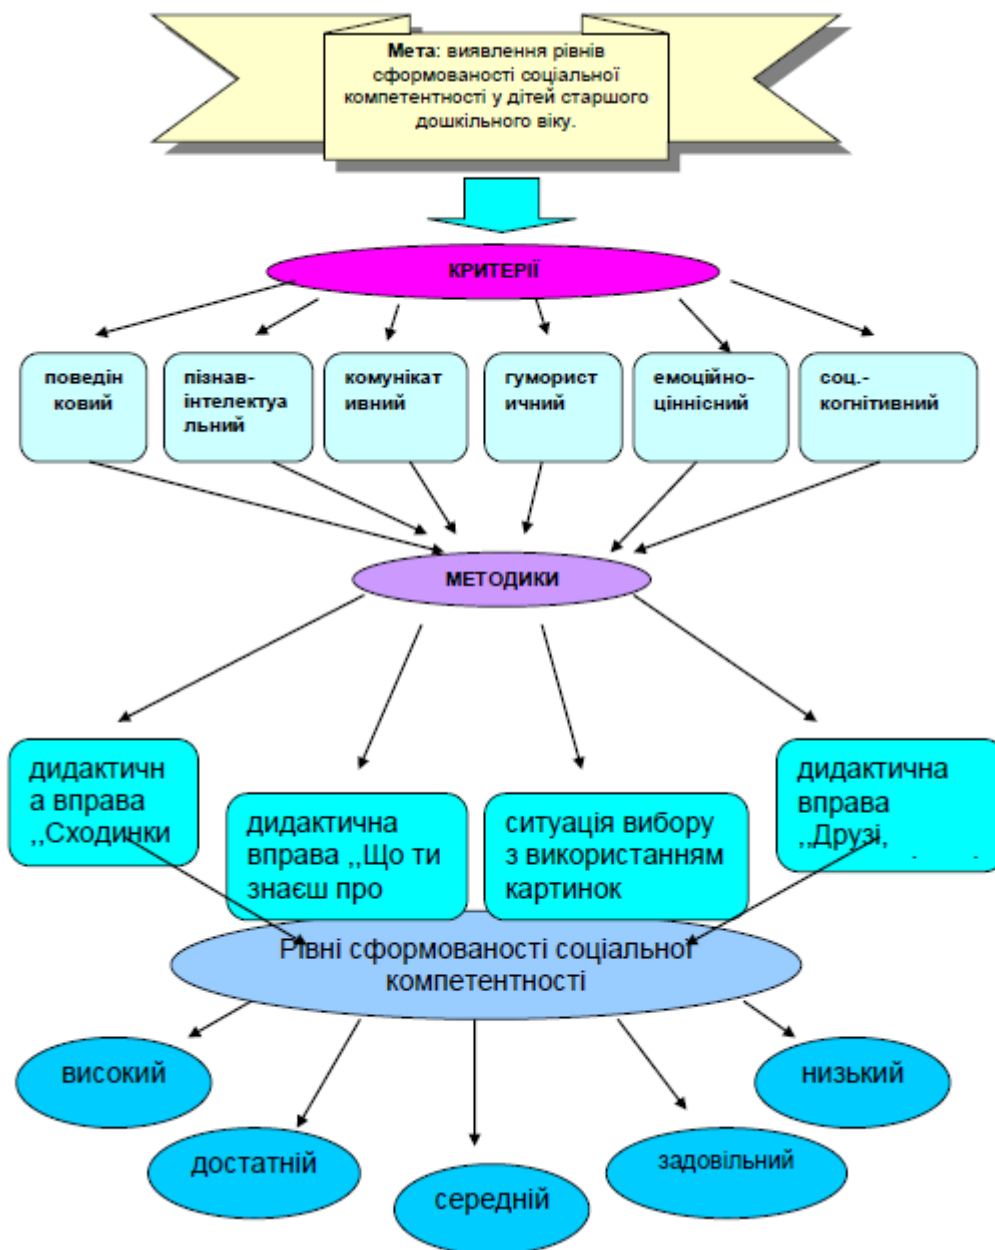 Мета: виявлення рівнів
сформованості соціальної
компетентності у дітей старшого
дошкільного віку.
КРИТЕРІЇ
поведін
ковий
пізнав-
інтелектуа
льний
комунікат
ивний
гуморист
ичний
емоційно-
ціннісний
соц.-
когнітивний
МЕТОДИКИ
дидактичн
а вправа
,,Сходинки
дидактична
вправа ,,Що ти
знаєш про
ситуація вибору
з використанням
картинок
дидактична
вправа
,,Друзі,
Рівні сформованості соціальної
компетентності
високий
достатній
середній
задовільний
низький